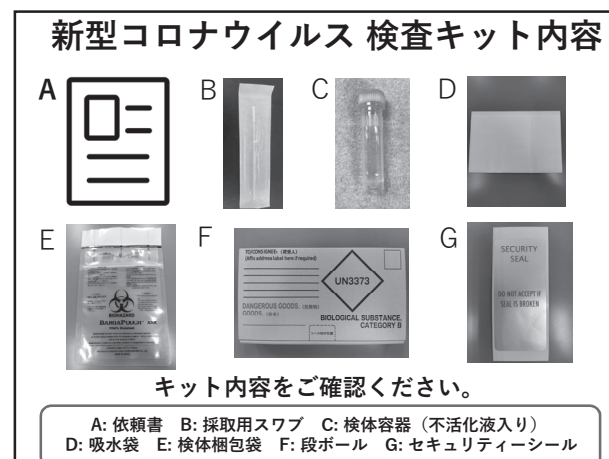 新型コロナウイルス 検査キット内容
A
B
C
D
E
BIOHAZARD
F
TO/CONSIGNEE: (荷受人)
(Affix address label here if required)
UN3373
DANGEROUS GOODS.
GOODS.
BIOLOGICAL SUBSTANCE,
CATEGORY B
G
SECURITY
SEAL
DO NOT ACCEPT IF
SEAL IS BROKEN
キット内容をご確認ください。
A: 依頼書 B: 採取用スワブ C: 検体容器（不活化液入り）
D: 吸水袋 E: 検体梱包袋 F: 段ボール G: セキュリティーシール